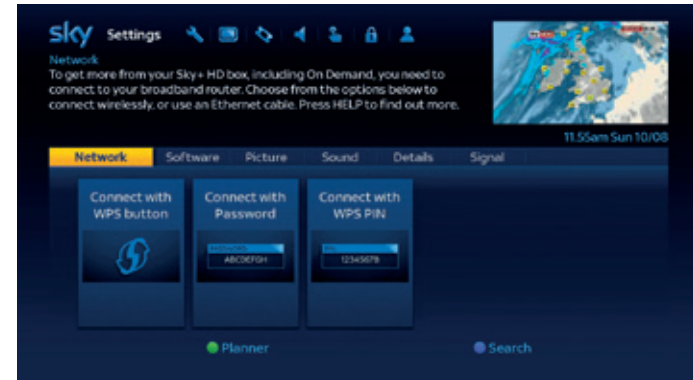 sky Settings
Network
To get more from your Sky+ HD box, including On Demand, you need to
connect to your broadband router. Choose from the options below to
connect wirelessly, or use an Ethernet cable. Press HELP to find out more.
11.55am Sun 10/08
Network Software Picture Sound Details Signal
Connect with
WPS button
Connect with
Password
Connect with
WPS PIN
PASSWORD
ABCDEFGH
PIN
12345678
Planner
Search